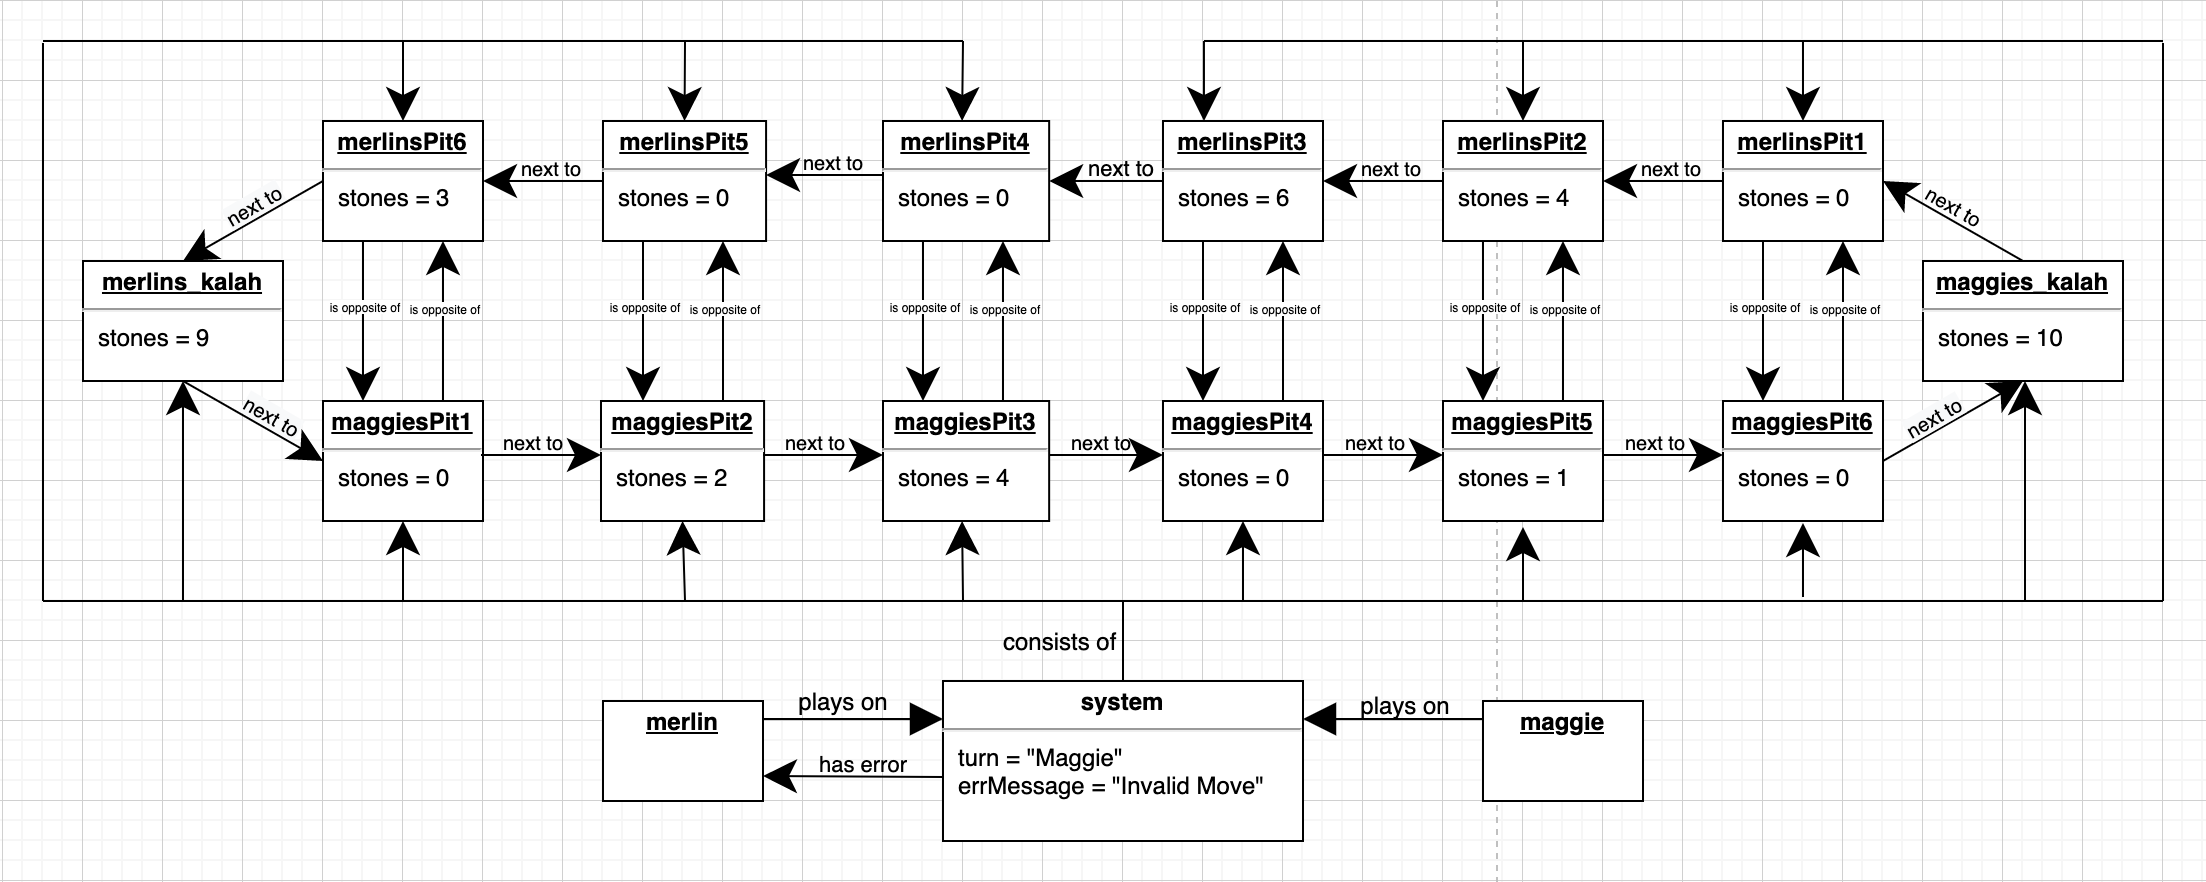 merlinsPit6
stones = 3
merlinsPit5
stones = 0
merlinsPit4
stones = 0
merlinsPit3
stones = 6
merlinsPit2
stones = 4
merlinsPit1
stones = 0
next to
next to
next to
next to
next to
next to
next to
merlins_kalah
stones = 9
maggies_kalah
stones = 10
is opposite of
is opposite of
is opposite of
is opposite of
is opposite of
is opposite of
is opposite of
is opposite of
is opposite of
is opposite of
is opposite of
is opposite of
next to
next to
next to
next to
next to
next to
next to
maggiesPit1
stones = 0
maggiesPit2
stones = 2
maggiesPit3
stones = 4
maggiesPit4
stones = 0
maggiesPit5
stones = 1
maggiesPit6
stones = 0
consists of
merlin
plays on
has error
system
turn = "Maggie"
errMessage = "Invalid Move"
plays on
maggie